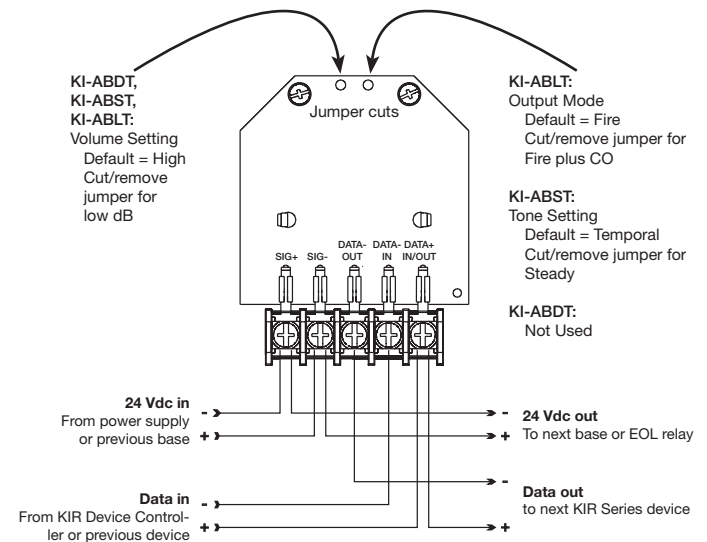 KI-ABDT,
KI-ABST,
KI-ABLT:
Volume Setting
Default = High
Cut/remove
jumper for
low dB
Jumper cuts
KI-ABLT:
Output Mode
Default = Fire
Cut/remove jumper for
Fire plus CO
KI-ABST:
Tone Setting
Default = Temporal
Cut/remove jumper for
Steady
KI-ABDT:
Not Used
SIG+ SIG- DATA- OUT DATA- IN DATA+ IN/OUT
24 Vdc in
From power supply
or previous base
-
+
-
+
24 Vdc out
To next base or EOL relay
Data in
From KIR Device Control-
ler or previous device
-
+
-
+
Data out
to next KIR Series device